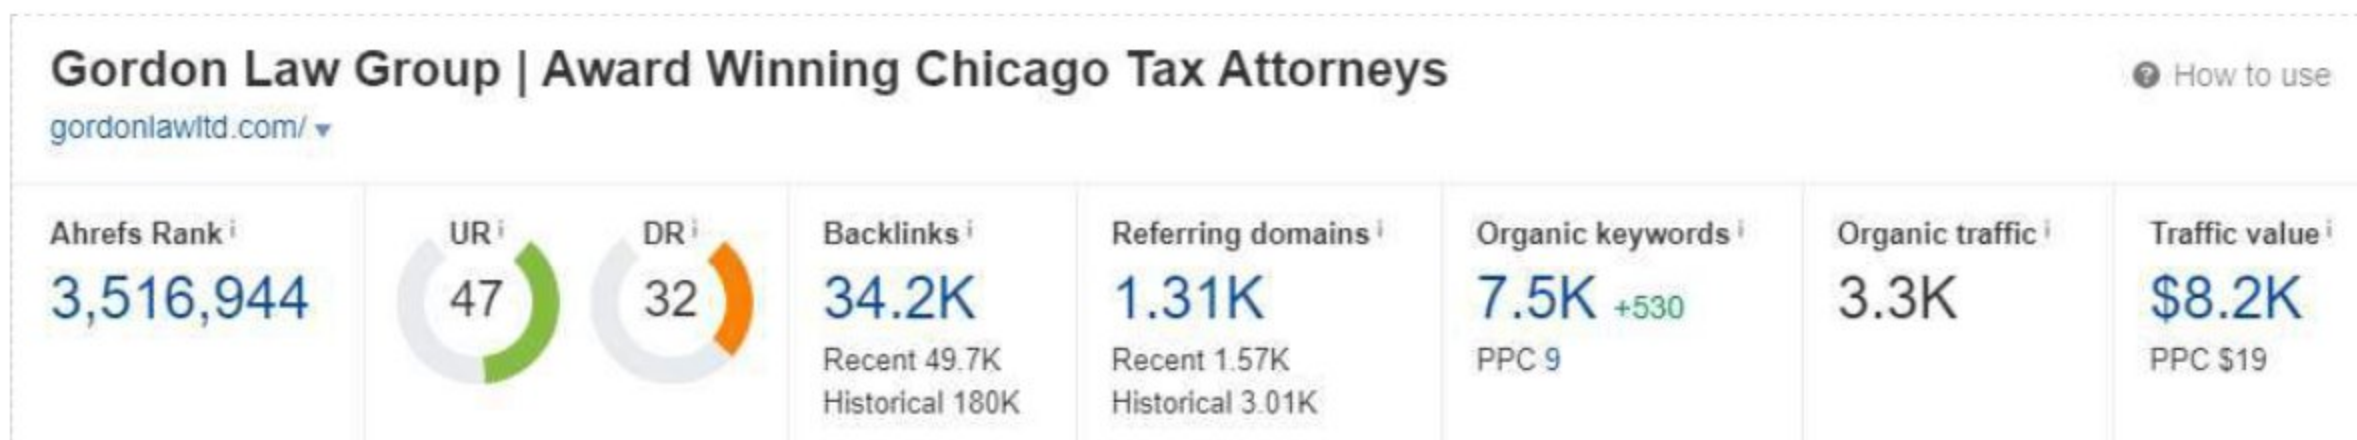 Gordon Law Group | Award Winning Chicago Tax Attorneys
How to use
gordonlawltd.com/
Ahrefs Rank i
3,516,944
UR i
47
DR i
32
Backlinks i
34.2K
Recent 49.7K
Historical 180K
Referring domains i
1.31K
Recent 1.57K
Historical 3.01K
Organic keywords i
7.5K +530
PPC 9
Organic traffic i
3.3K
Traffic value i
$8.2K
PPC $19